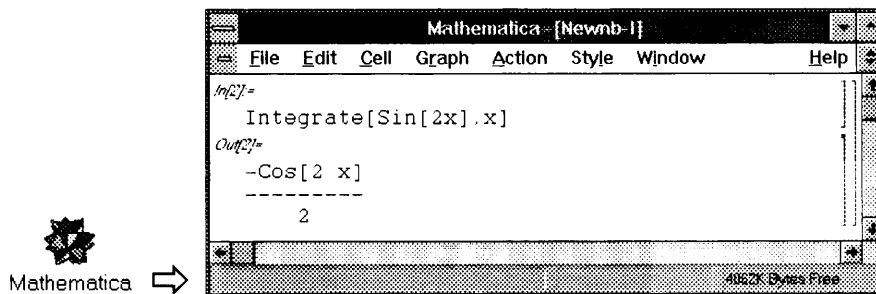 Mathematica - [Newnb-1]
File Edit Cell Graph Action Style Window Help
In[2]:=
Integrate[Sin[2x],x]
Out[2]=
-Cos[2 x]
---------
2
Mathematica
Bytes Free